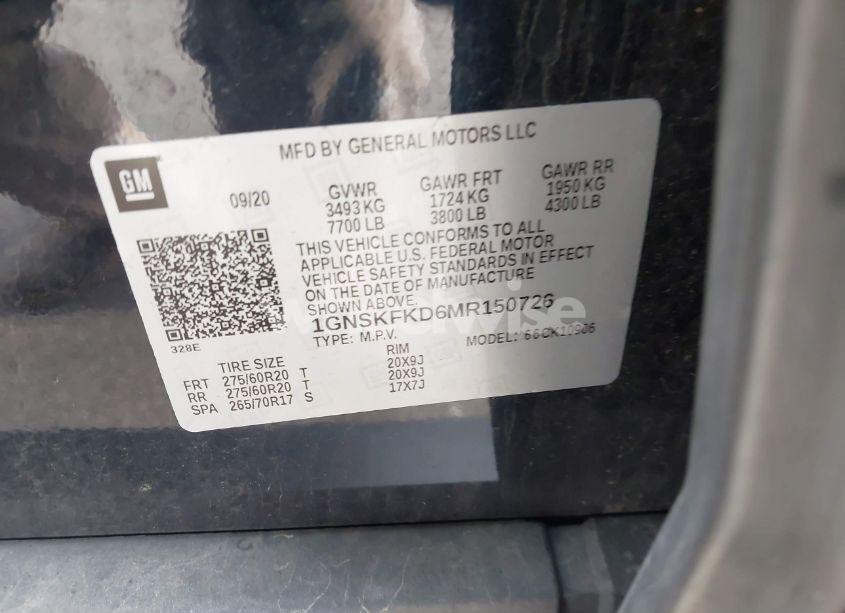 MFD BY GENERAL MOTORS LLC
GM
09/20
GVWR
3493 KG
7700 LB
GAWR FRT
1724 KG
3800 LB
GAWR RR
1950 KG
4300 LB
THIS VEHICLE CONFORMS TO ALL
APPLICABLE U.S. FEDERAL MOTOR
VEHICLE SAFETY STANDARDS IN EFFECT
ON THE DATE OF MANUFACTURE
SHOWN ABOVE.
1GNSKFKD6MR150726
TYPE: M.P.V. MODEL:
328E
TIRE SIZE RIM
FRT 275/60R20 T 20X9J
RR 275/60R20 T 20X9J
SPA 265/70R17 S 17X7J